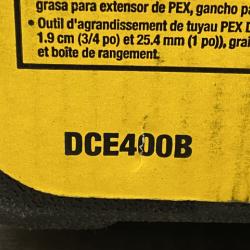 grasa para extensor de PEX, gancho pa
• Outil d'agrandissement de tuyau PEX D
1.9 cm (3/4 po) et 25.4 mm (1 po)), grai
et boîte de rangement.
DCE400B